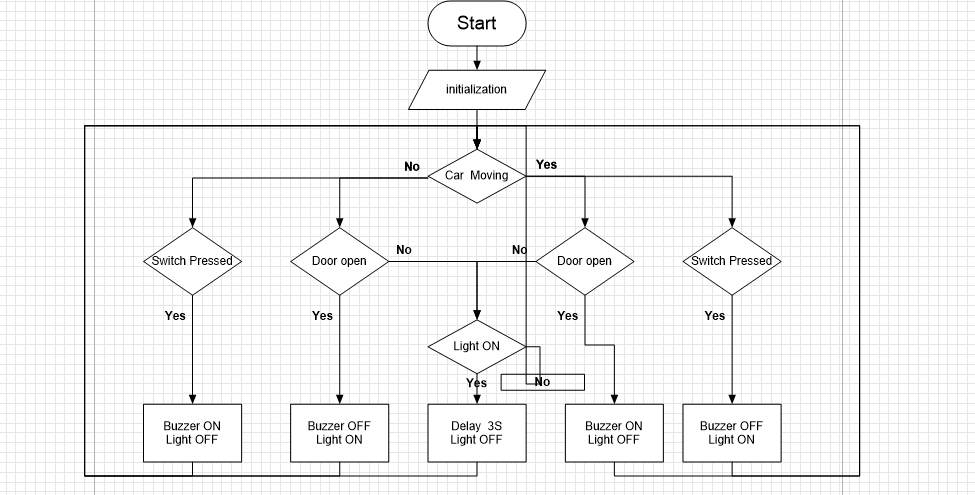 Start
initialization
No
Yes
Car Moving
Switch Pressed
Door open
No
No
Door open
Switch Pressed
Yes
Yes
Yes
Yes
Light ON
Yes
No
Buzzer ON
Light OFF
Buzzer OFF
Light ON
Delay 3S
Light OFF
Buzzer ON
Light OFF
Buzzer OFF
Light ON